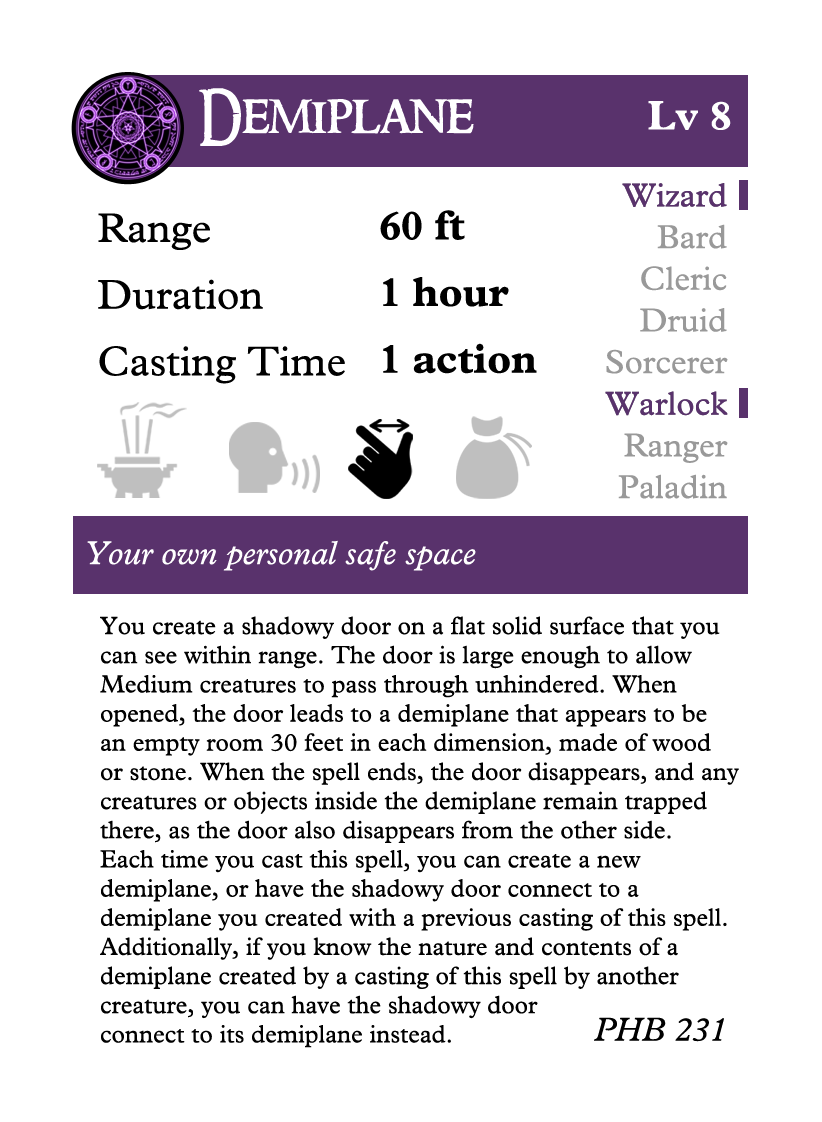 Demiplane Lv 8
Range 60 ft
Duration 1 hour
Casting Time 1 action
Wizard
Bard
Cleric
Druid
Sorcerer
Warlock
Ranger
Paladin
Your own personal safe space
You create a shadowy door on a flat solid surface that you
can see within range. The door is large enough to allow
Medium creatures to pass through unhindered. When
opened, the door leads to a demiplane that appears to be
an empty room 30 feet in each dimension, made of wood
or stone. When the spell ends, the door disappears, and any
creatures or objects inside the demiplane remain trapped
there, as the door also disappears from the other side.
Each time you cast this spell, you can create a new
demiplane, or have the shadowy door connect to a
demiplane you created with a previous casting of this spell.
Additionally, if you know the nature and contents of a
demiplane created by a casting of this spell by another
creature, you can have the shadowy door
connect to its demiplane instead.
PHB 231